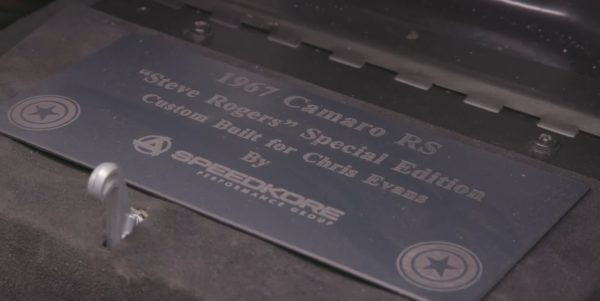 1967 Camaro RS
"Steve Rogers" Special Edition
Custom Built for Chris Evans
By
SPEEDKORE
PERFORMANCE GROUP